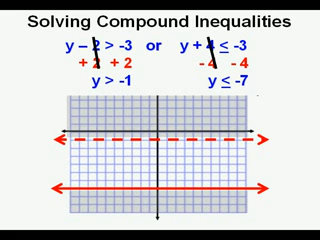 Solving Compound Inequalities
y – 2 > -3 or y + 4 ≤ -3
+ 2 + 2 - 4 - 4
y > -1 y ≤ -7